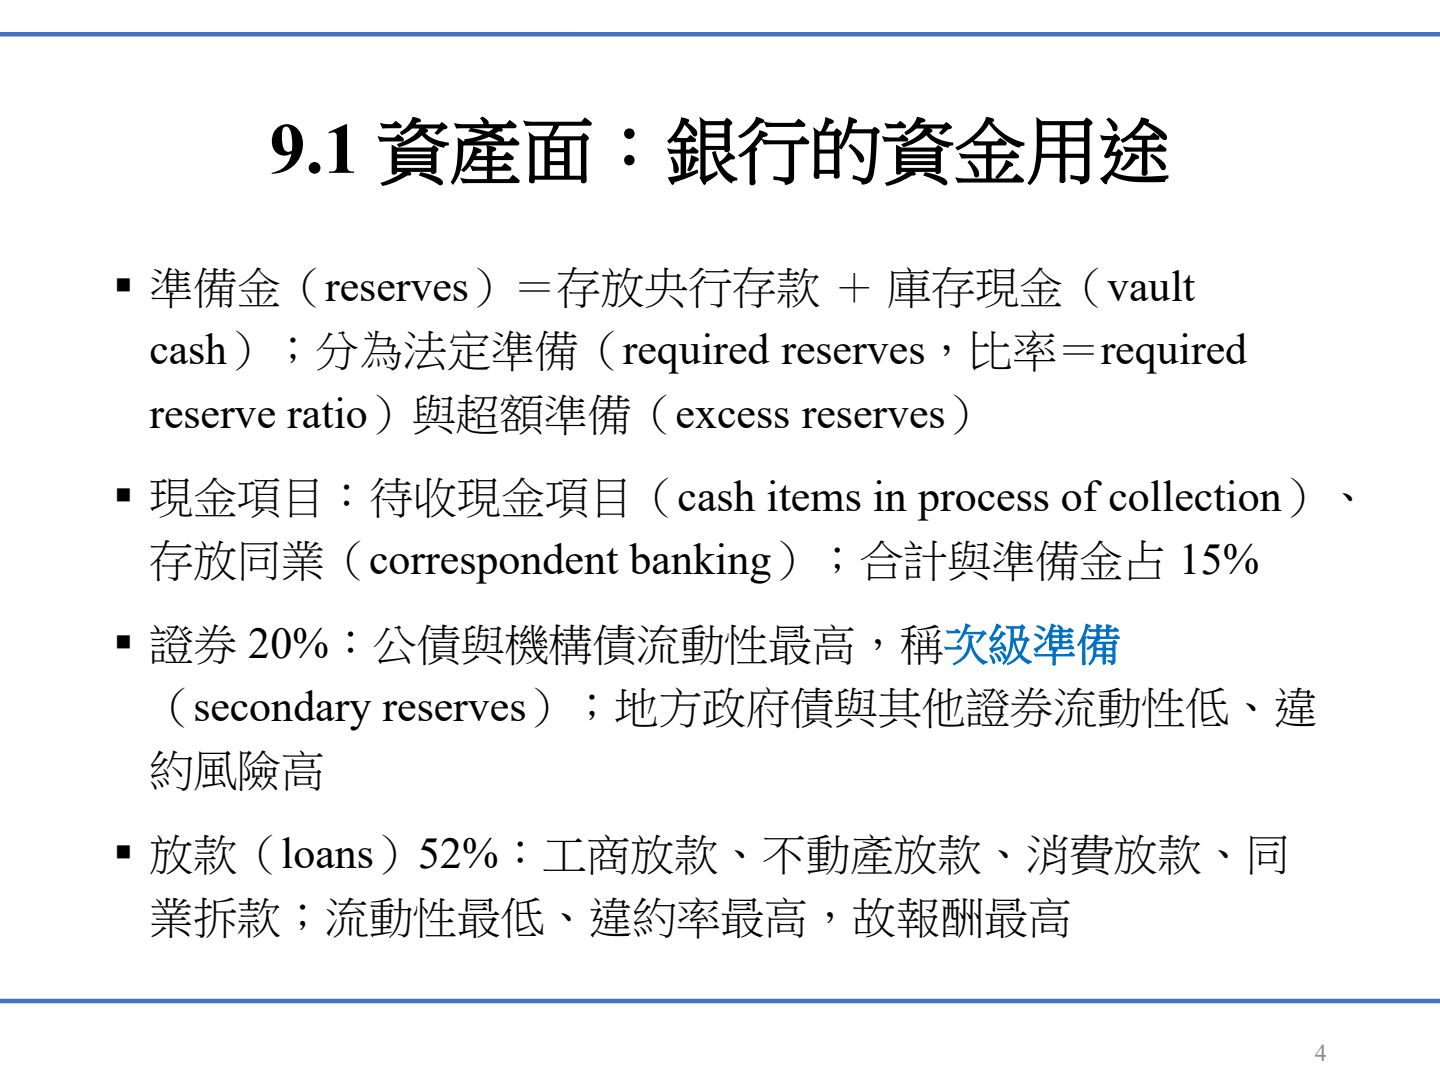 9.1 資產面：銀行的資金用途
▪ 準備金（reserves）＝存放央行存款 ＋ 庫存現金（vault
cash）；分為法定準備（required reserves，比率＝required
reserve ratio）與超額準備（excess reserves）
▪ 現金項目：待收現金項目（cash items in process of collection）、
存放同業（correspondent banking）；合計與準備金占 15%
▪ 證券 20%：公債與機構債流動性最高，稱次級準備
（secondary reserves）；地方政府債與其他證券流動性低、違
約風險高
▪ 放款（loans）52%：工商放款、不動產放款、消費放款、同
業拆款；流動性最低、違約率最高，故報酬最高
4